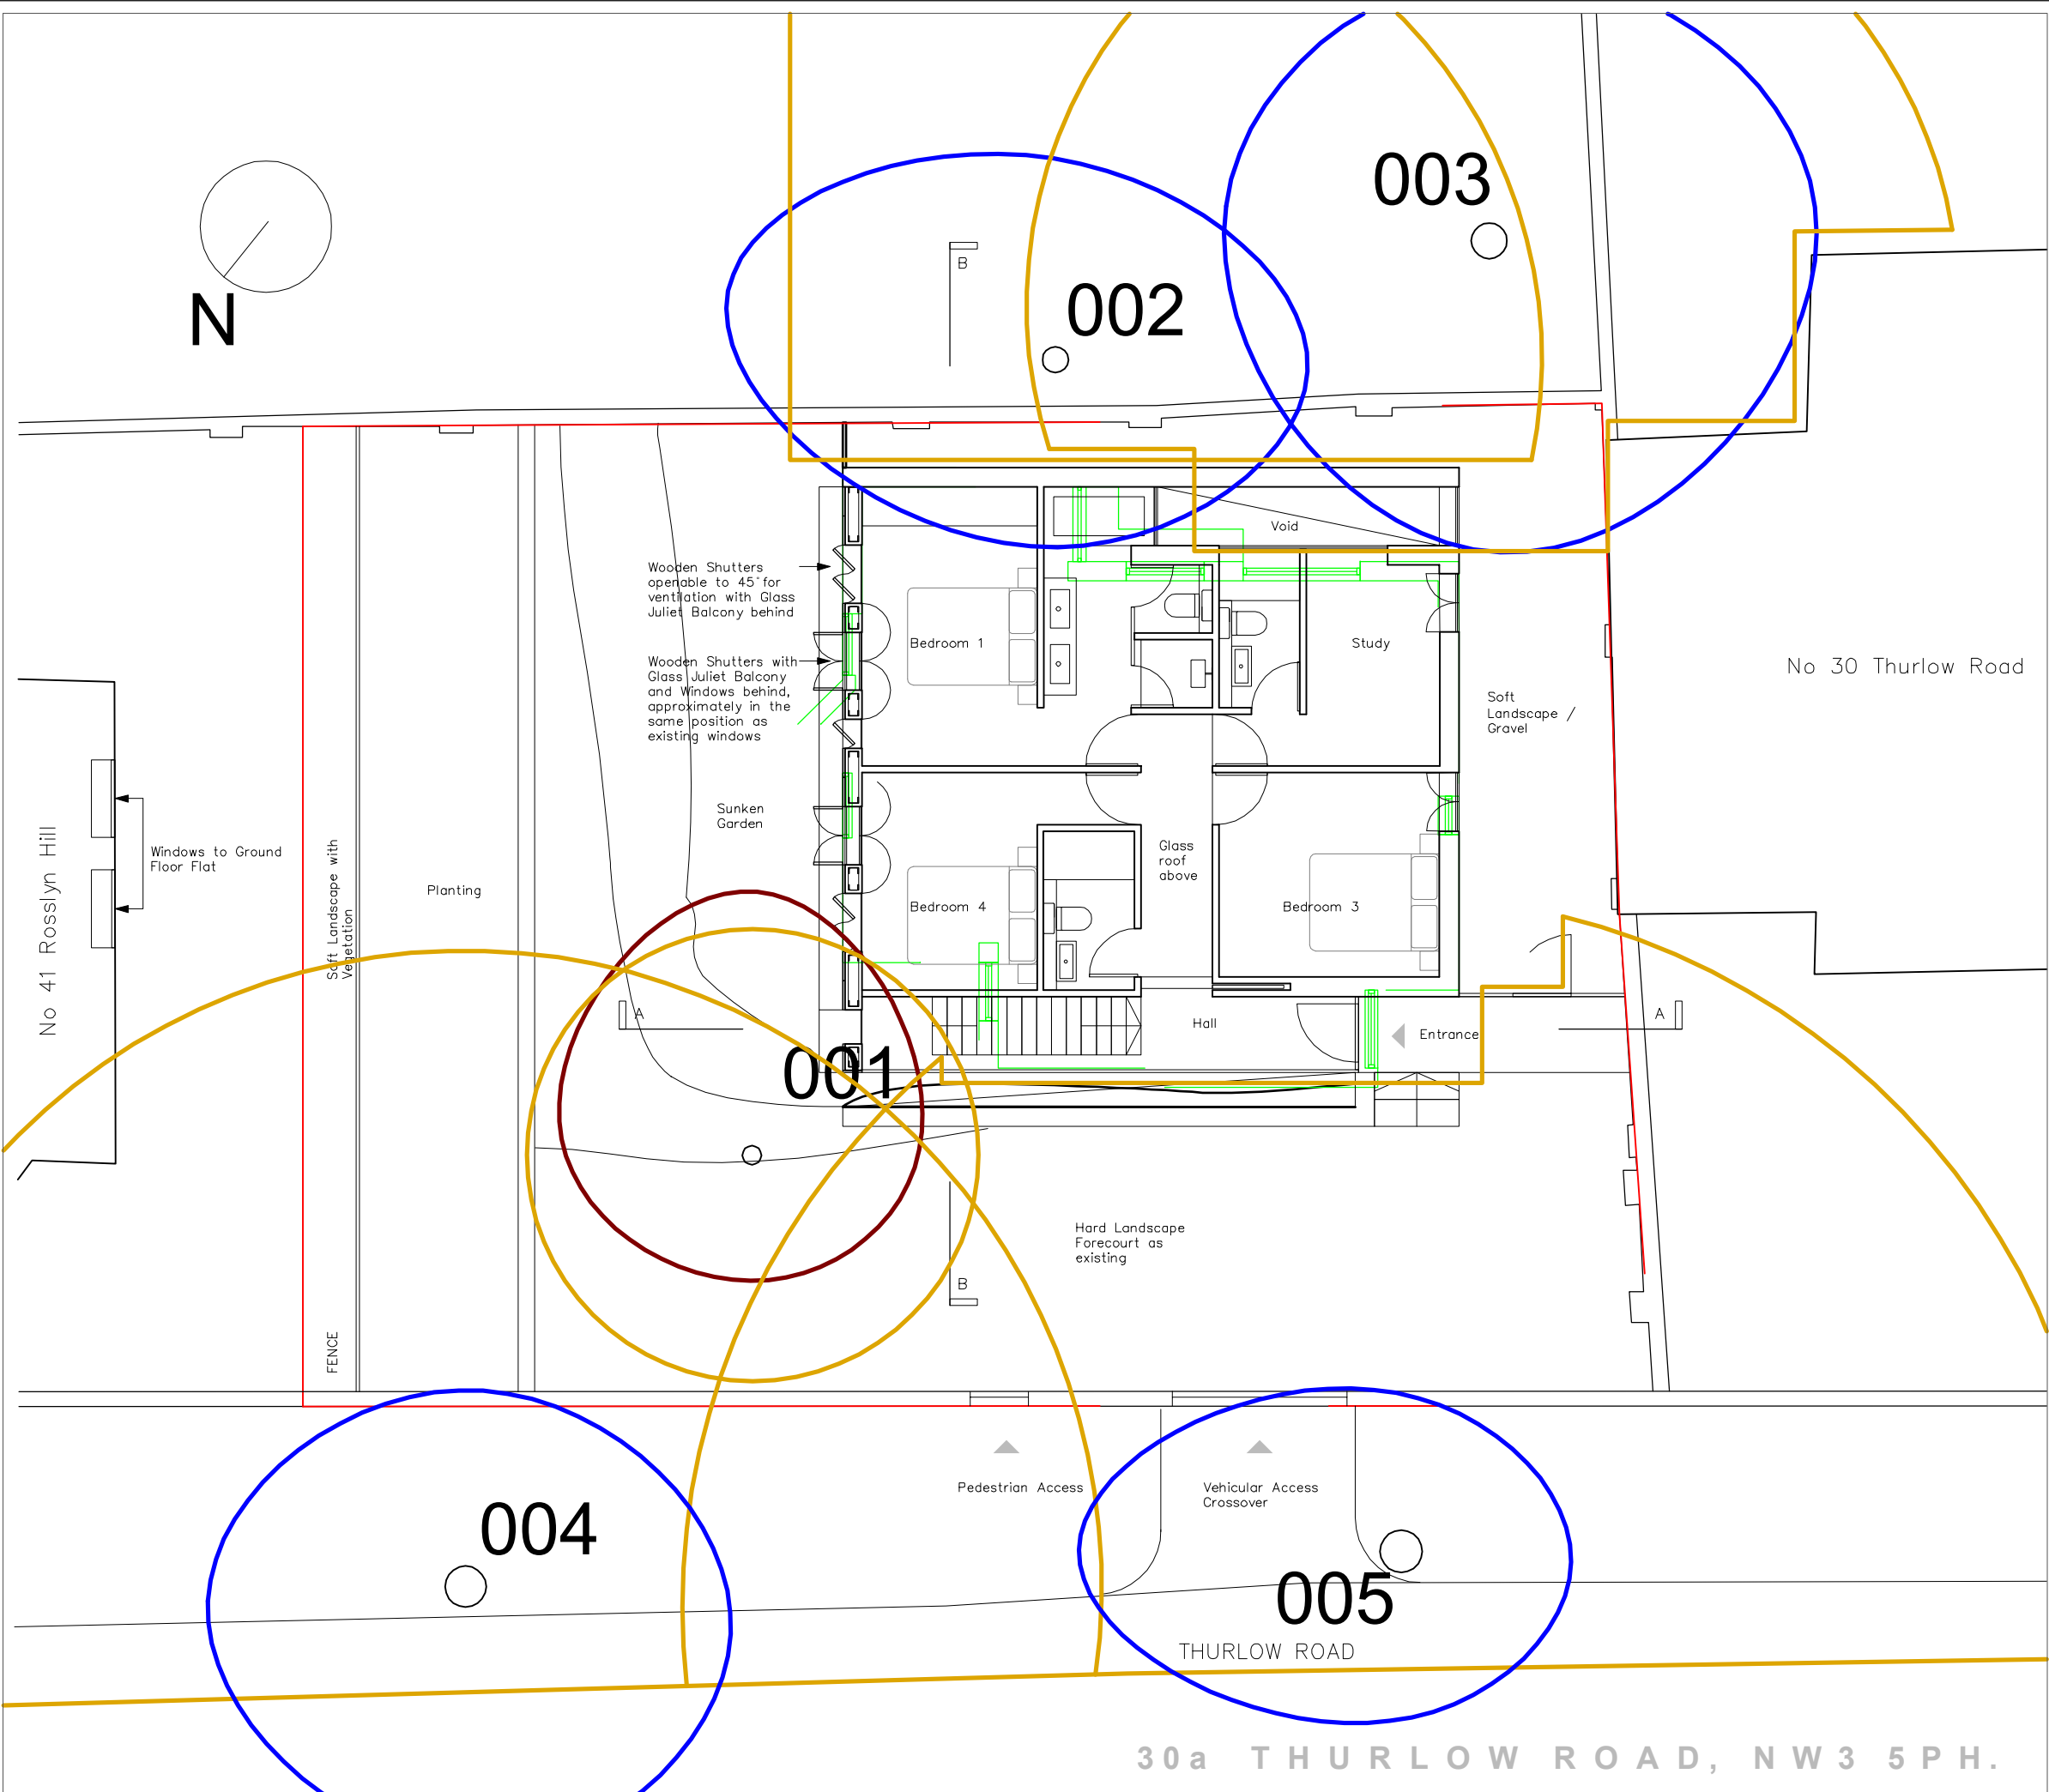 003
B
002
N
Void
Wooden Shutters
openable to 45° for
ventilation with Glass
Juliet Balcony behind
Bedroom 1
Study
Wooden Shutters with
Glass Juliet Balcony
and Windows behind,
approximately in the
same position as
existing windows
No 30 Thurlow Road
Soft
Landscape /
Gravel
Sunken
Garden
No 41 Rosslyn Hill
Windows to Ground
Floor Flat
Soft Landscape with
Vegetation
Planting
Glass
roof
above
Bedroom 4
Bedroom 3
A
Hall
Entrance
A
001
Hard Landscape
Forecourt as
existing
B
FENCE
Pedestrian Access
Vehicular Access
Crossover
004
005
THURLOW ROAD
30a THURLOW ROAD, NW3 5PH.